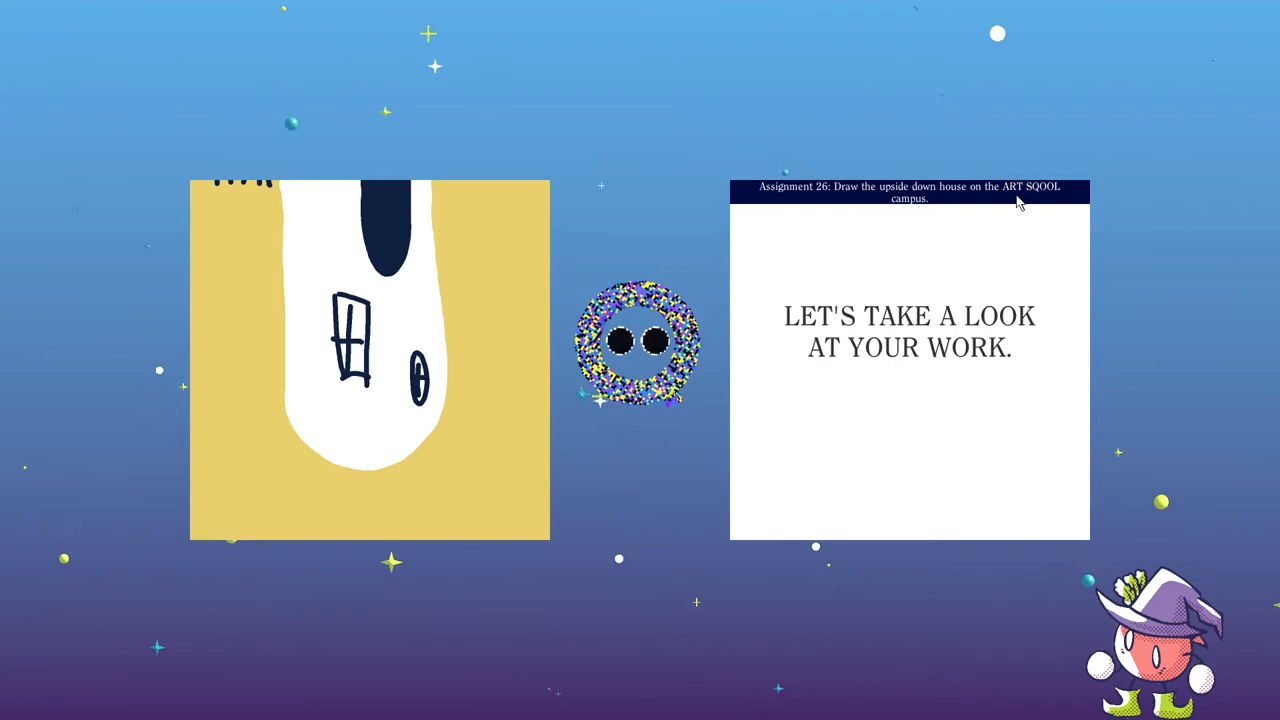 Assignment 26: Draw the upside down house on the ART SQOOL
campus.
LET'S TAKE A LOOK
AT YOUR WORK.